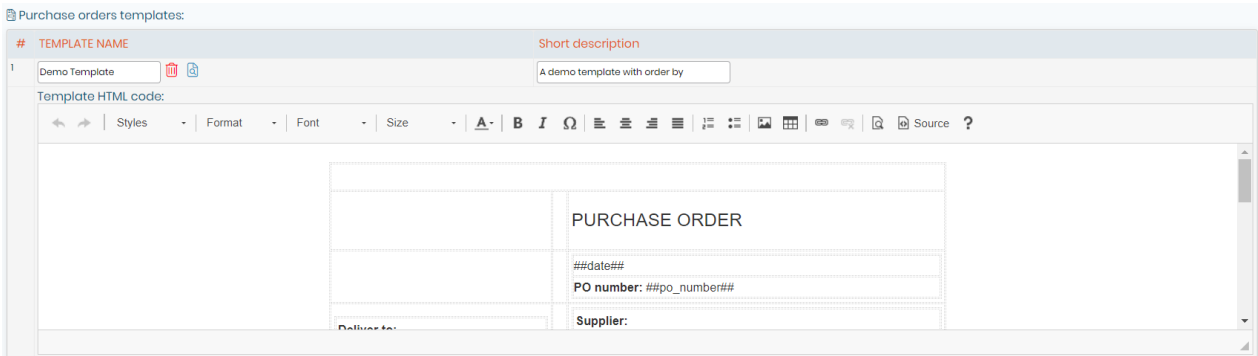 Purchase orders templates:
# TEMPLATE NAME Short description
1 Demo Template A demo template with order by
Template HTML code:
Styles Format Font Size A B I Ω Source ?
PURCHASE ORDER
##date##
PO number: ##po_number##
Deliver to: Supplier: